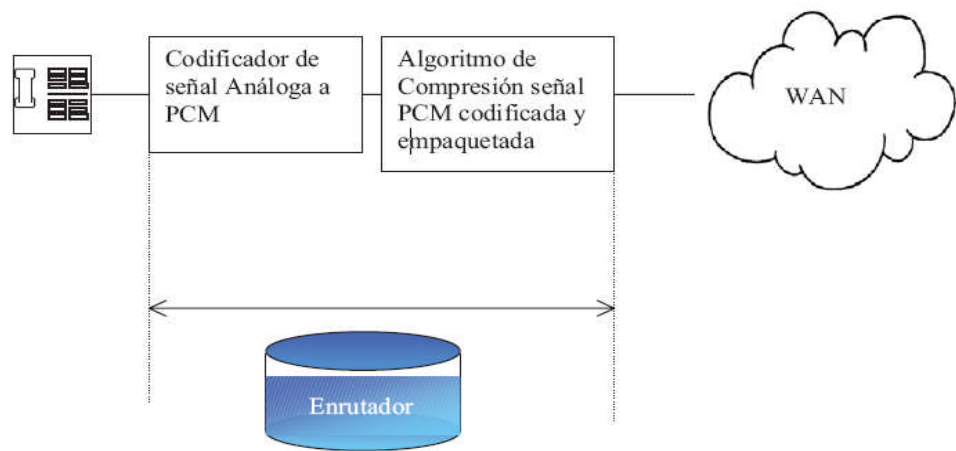 Codificador de
señal Análoga a
PCM
Algoritmo de
Compresión señal
PCM codificada y
empaquetada
WAN
Enrutador